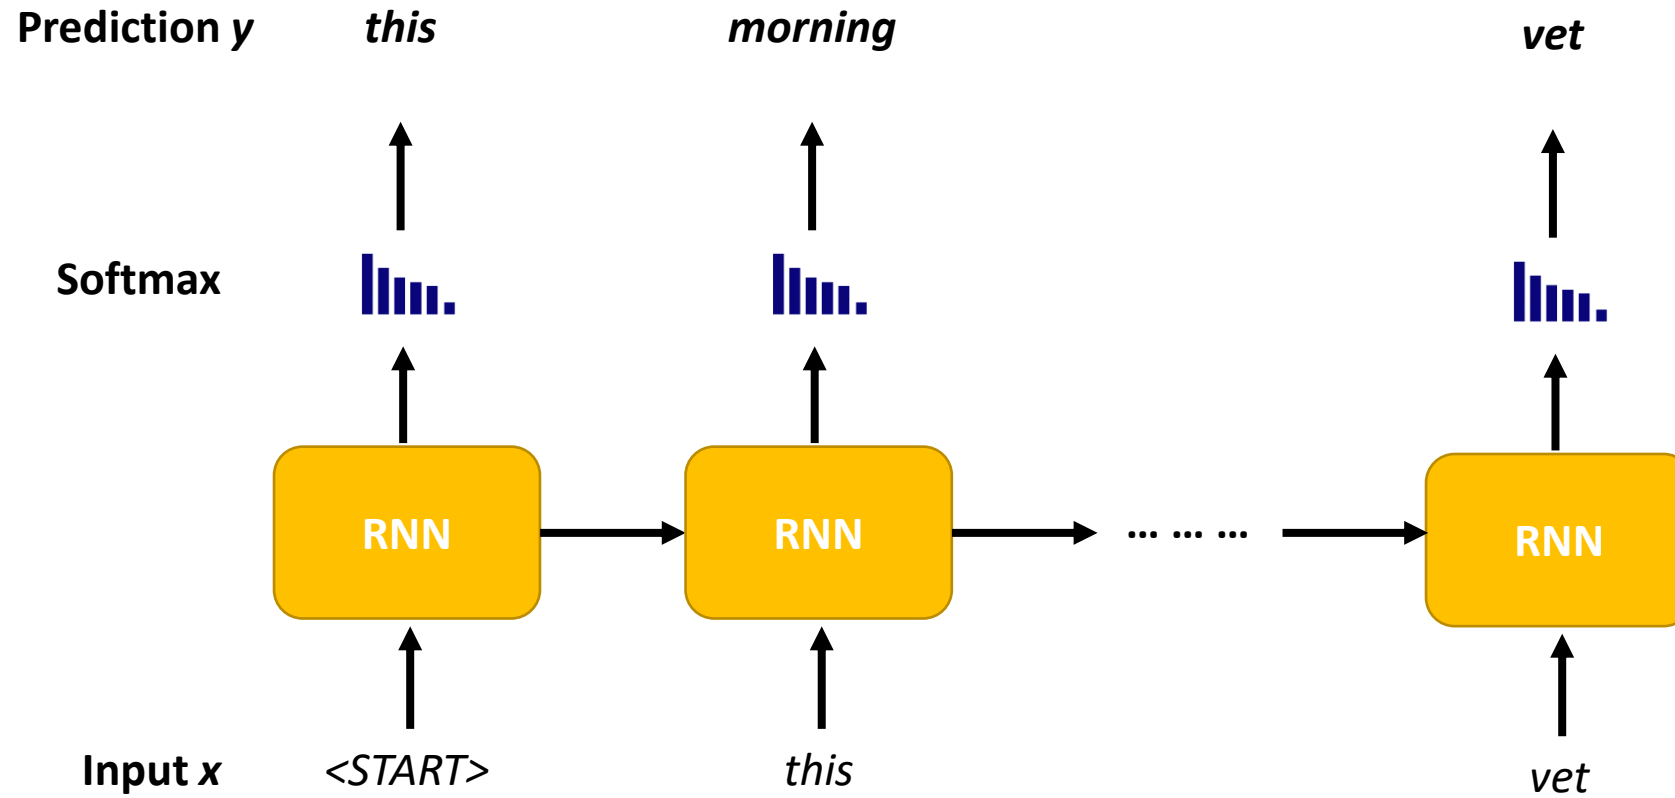 Prediction y this morning vet
Softmax
RNN RNN ... ... ... RNN
Input x <START> this vet